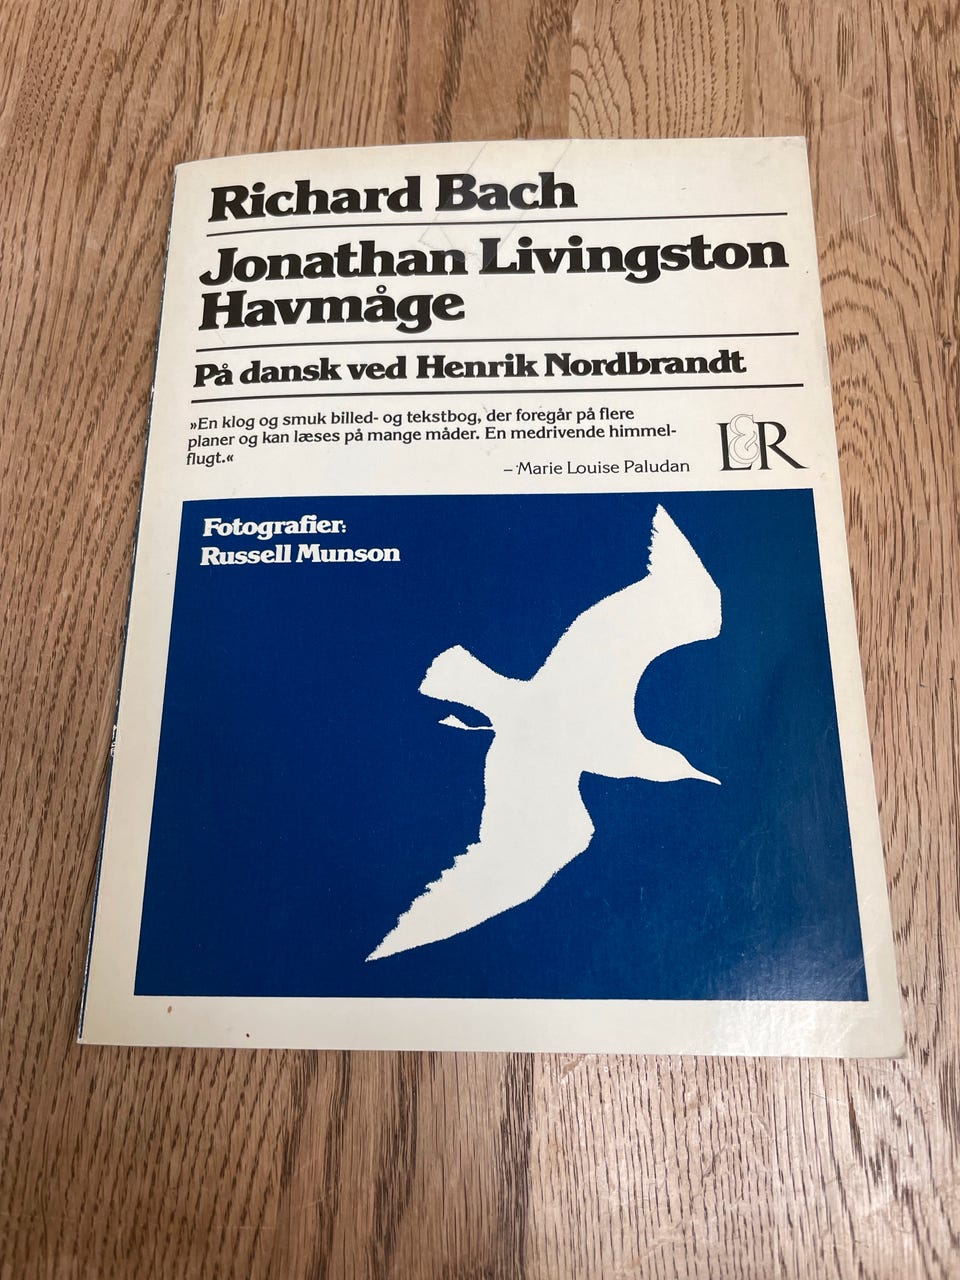 Richard Bach
Jonathan Livingston
Havmåge
På dansk ved Henrik Nordbrandt
»En klog og smuk billed- og tekstbog, der foregår på flere
planer og kan læses på mange måder. En medrivende himmel-
flugt.«
– Marie Louise Paludan
L&R
Fotografier:
Russell Munson